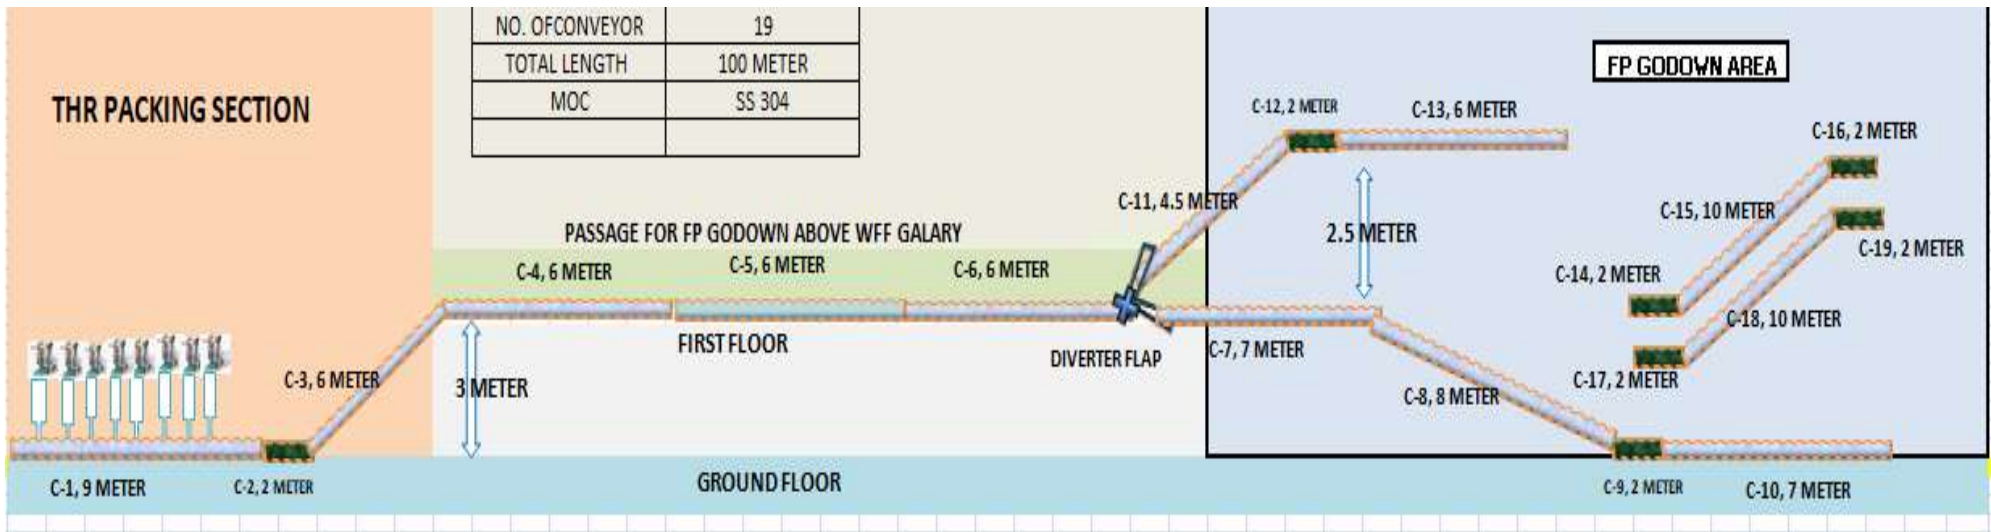 NO. OFCONVEYOR 19
TOTAL LENGTH 100 METER
MOC SS 304
FP GODOWN AREA
THR PACKING SECTION
C-12, 2 METER
C-13, 6 METER
C-16, 2 METER
C-11, 4.5 METER
C-15, 10 METER
PASSAGE FOR FP GODOWN ABOVE WFF GALARY
2.5 METER
C-19, 2 METER
C-4, 6 METER
C-5, 6 METER
C-6, 6 METER
C-14, 2 METER
C-18, 10 METER
FIRST FLOOR
DIVERTER FLAP
C-7, 7 METER
C-3, 6 METER
3 METER
C-17, 2 METER
C-8, 8 METER
C-1, 9 METER
C-2, 2 METER
GROUND FLOOR
C-9, 2 METER
C-10, 7 METER